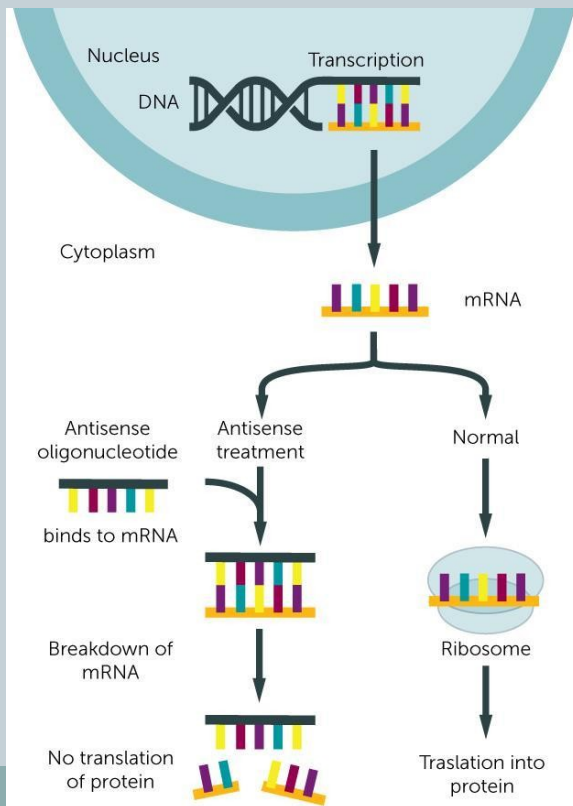 Nucleus
Transcription
DNA
Cytoplasm
mRNA
Antisense
oligonucleotide
Antisense
treatment
Normal
binds to mRNA
Breakdown of
mRNA
Ribosome
No translation
of protein
Traslation into
protein